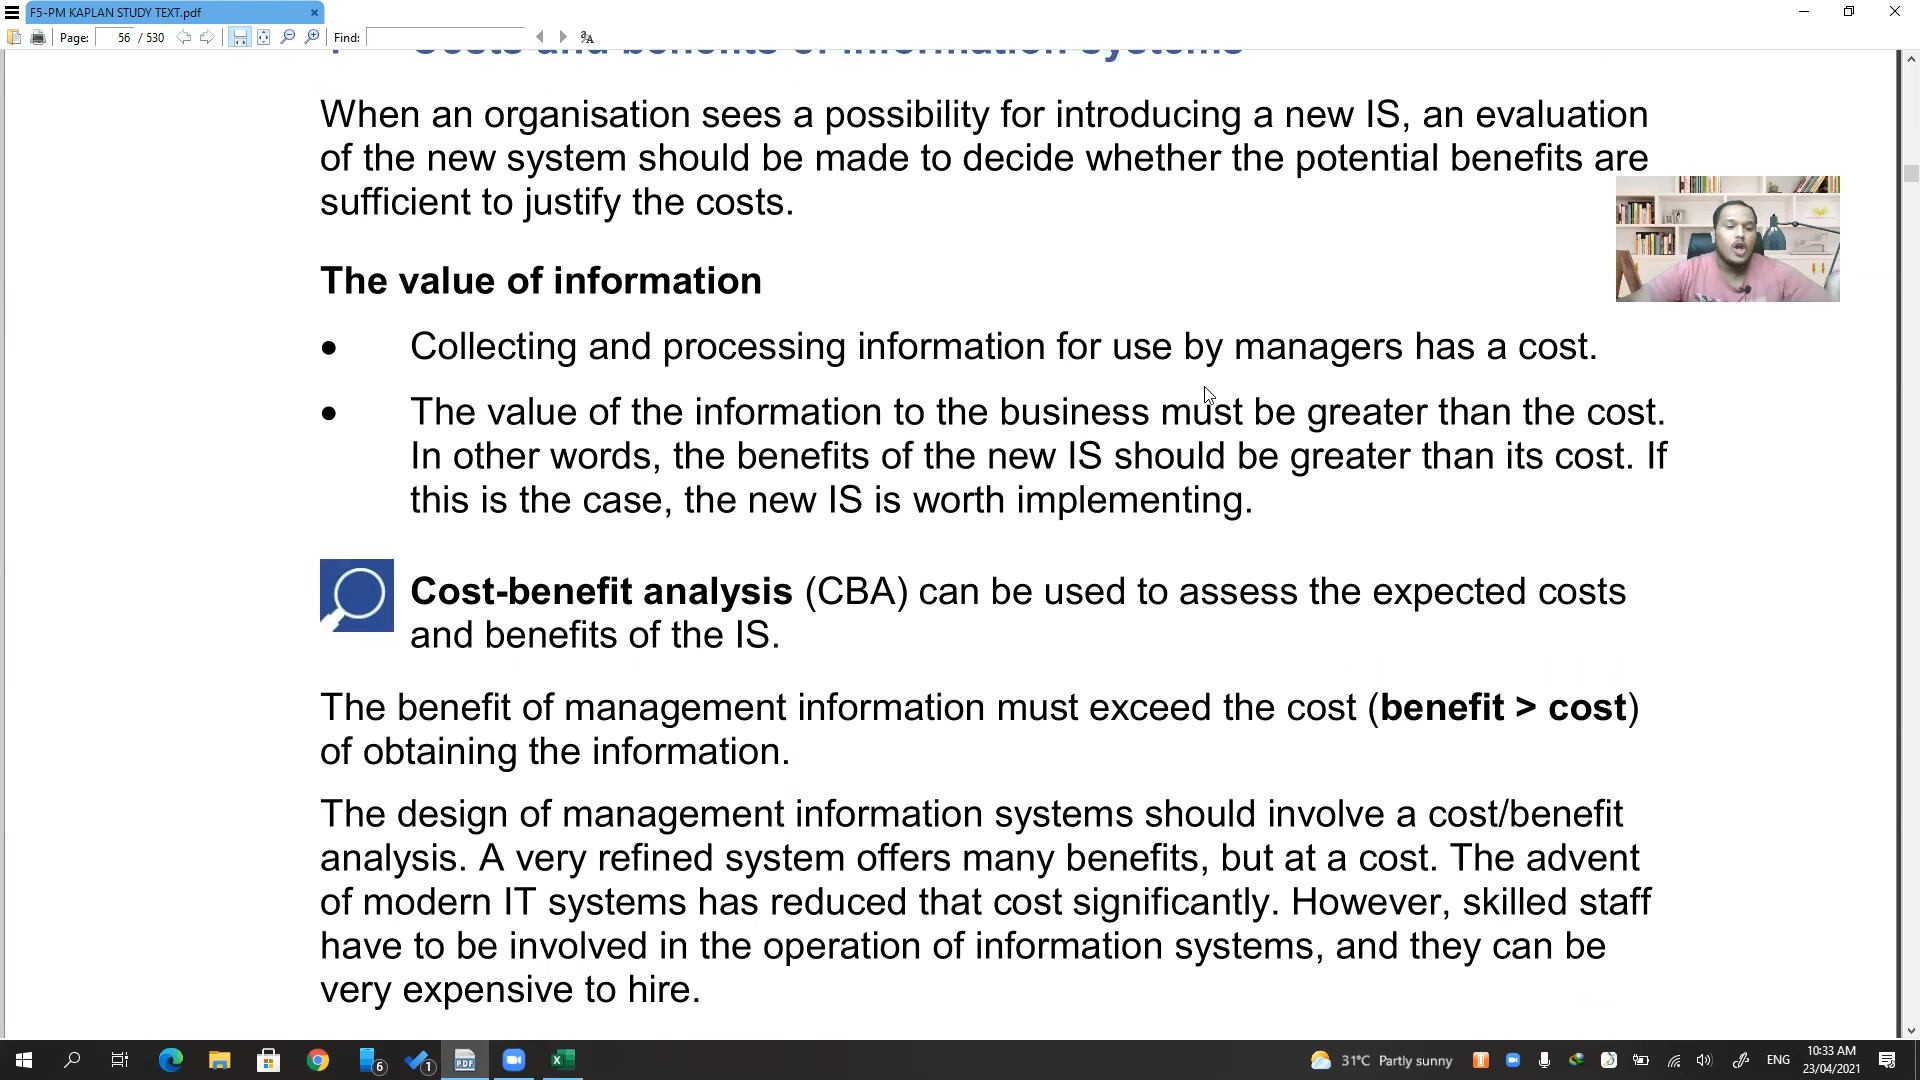 F5-PM KAPLAN STUDY TEXT.pdf
Page: 56 / 530 Find:
Costs and benefits of information systems
When an organisation sees a possibility for introducing a new IS, an evaluation
of the new system should be made to decide whether the potential benefits are
sufficient to justify the costs.
The value of information
• Collecting and processing information for use by managers has a cost.
• The value of the information to the business must be greater than the cost.
In other words, the benefits of the new IS should be greater than its cost. If
this is the case, the new IS is worth implementing.
Cost-benefit analysis (CBA) can be used to assess the expected costs
and benefits of the IS.
The benefit of management information must exceed the cost (benefit > cost)
of obtaining the information.
The design of management information systems should involve a cost/benefit
analysis. A very refined system offers many benefits, but at a cost. The advent
of modern IT systems has reduced that cost significantly. However, skilled staff
have to be involved in the operation of information systems, and they can be
very expensive to hire.
6 1 PDF 31°C Partly sunny ENG 10:33 AM
23/04/2021